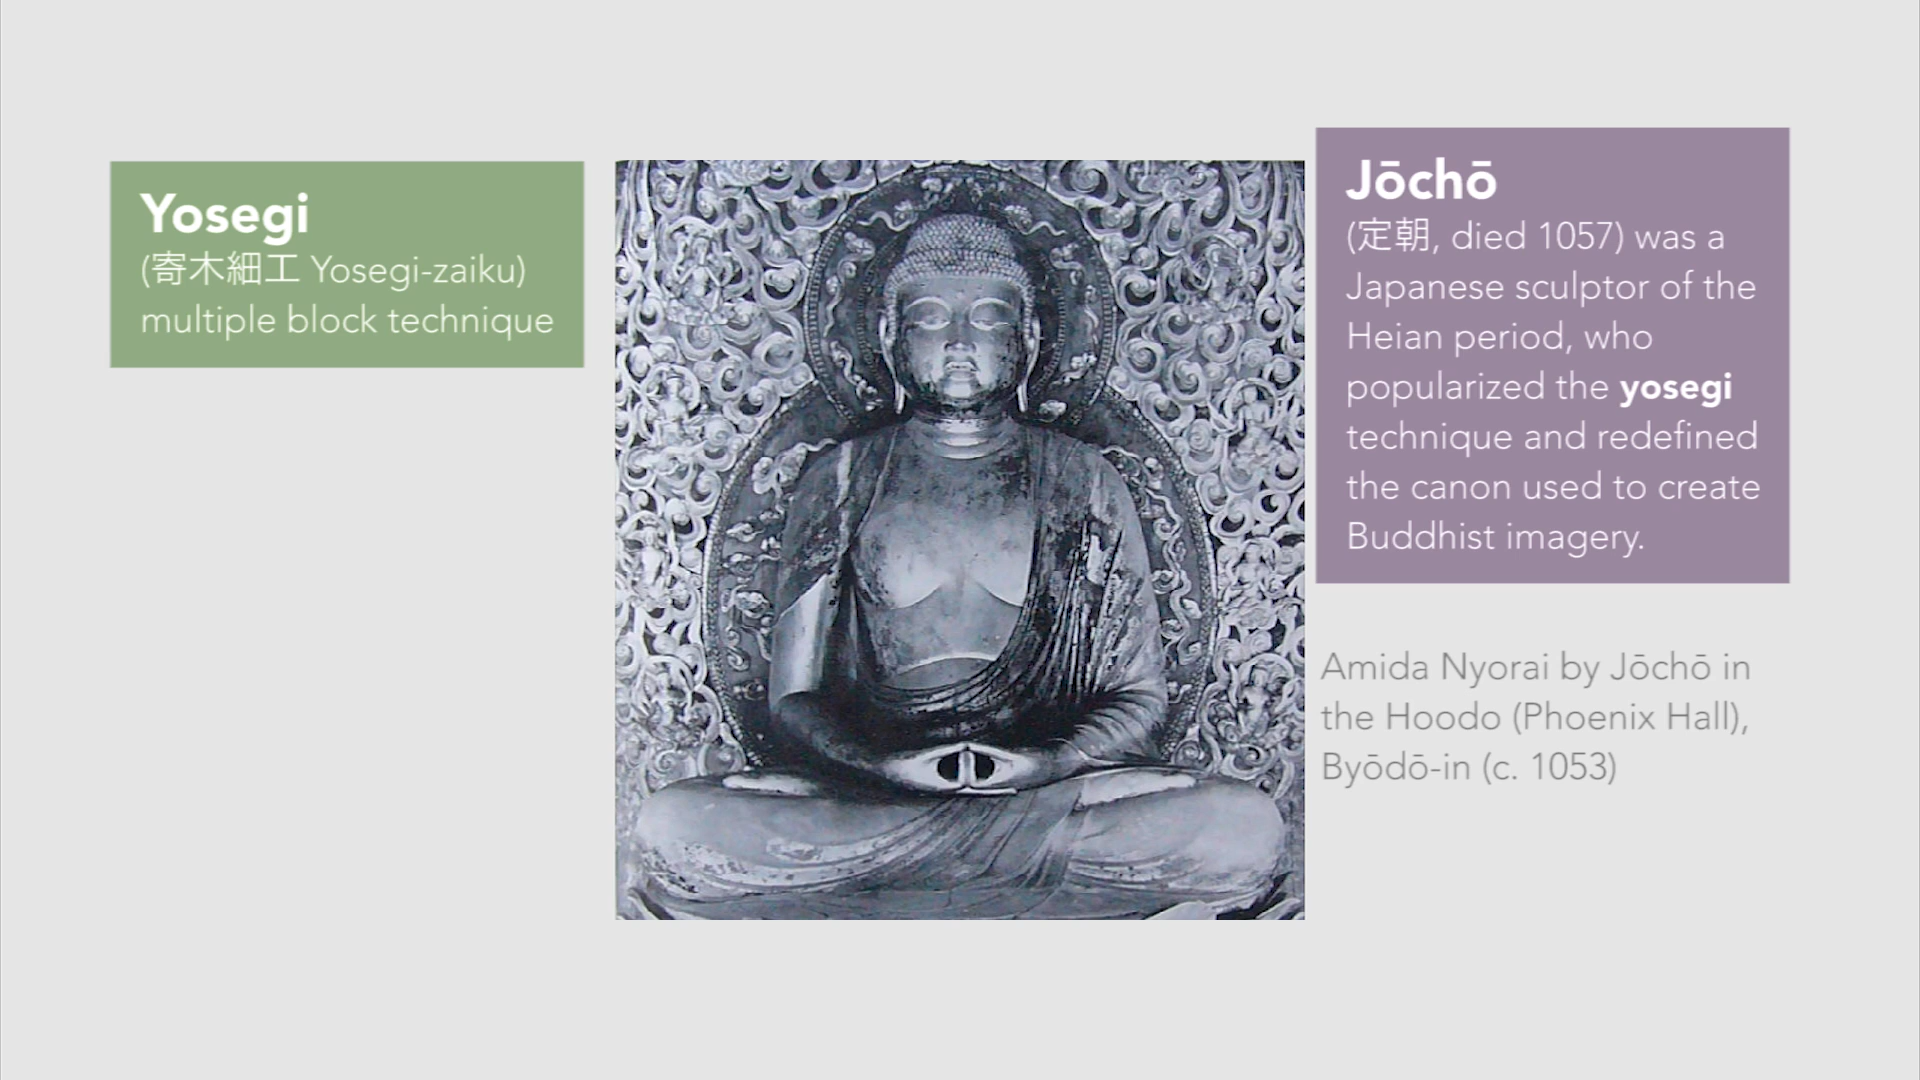 Yosegi
(寄木細工 Yosegi-zaiku)
multiple block technique
Jōchō
(定朝, died 1057) was a
Japanese sculptor of the
Heian period, who
popularized the yosegi
technique and redefined
the canon used to create
Buddhist imagery.
Amida Nyorai by Jōchō in
the Hoodo (Phoenix Hall),
Byōdō-in (c. 1053)